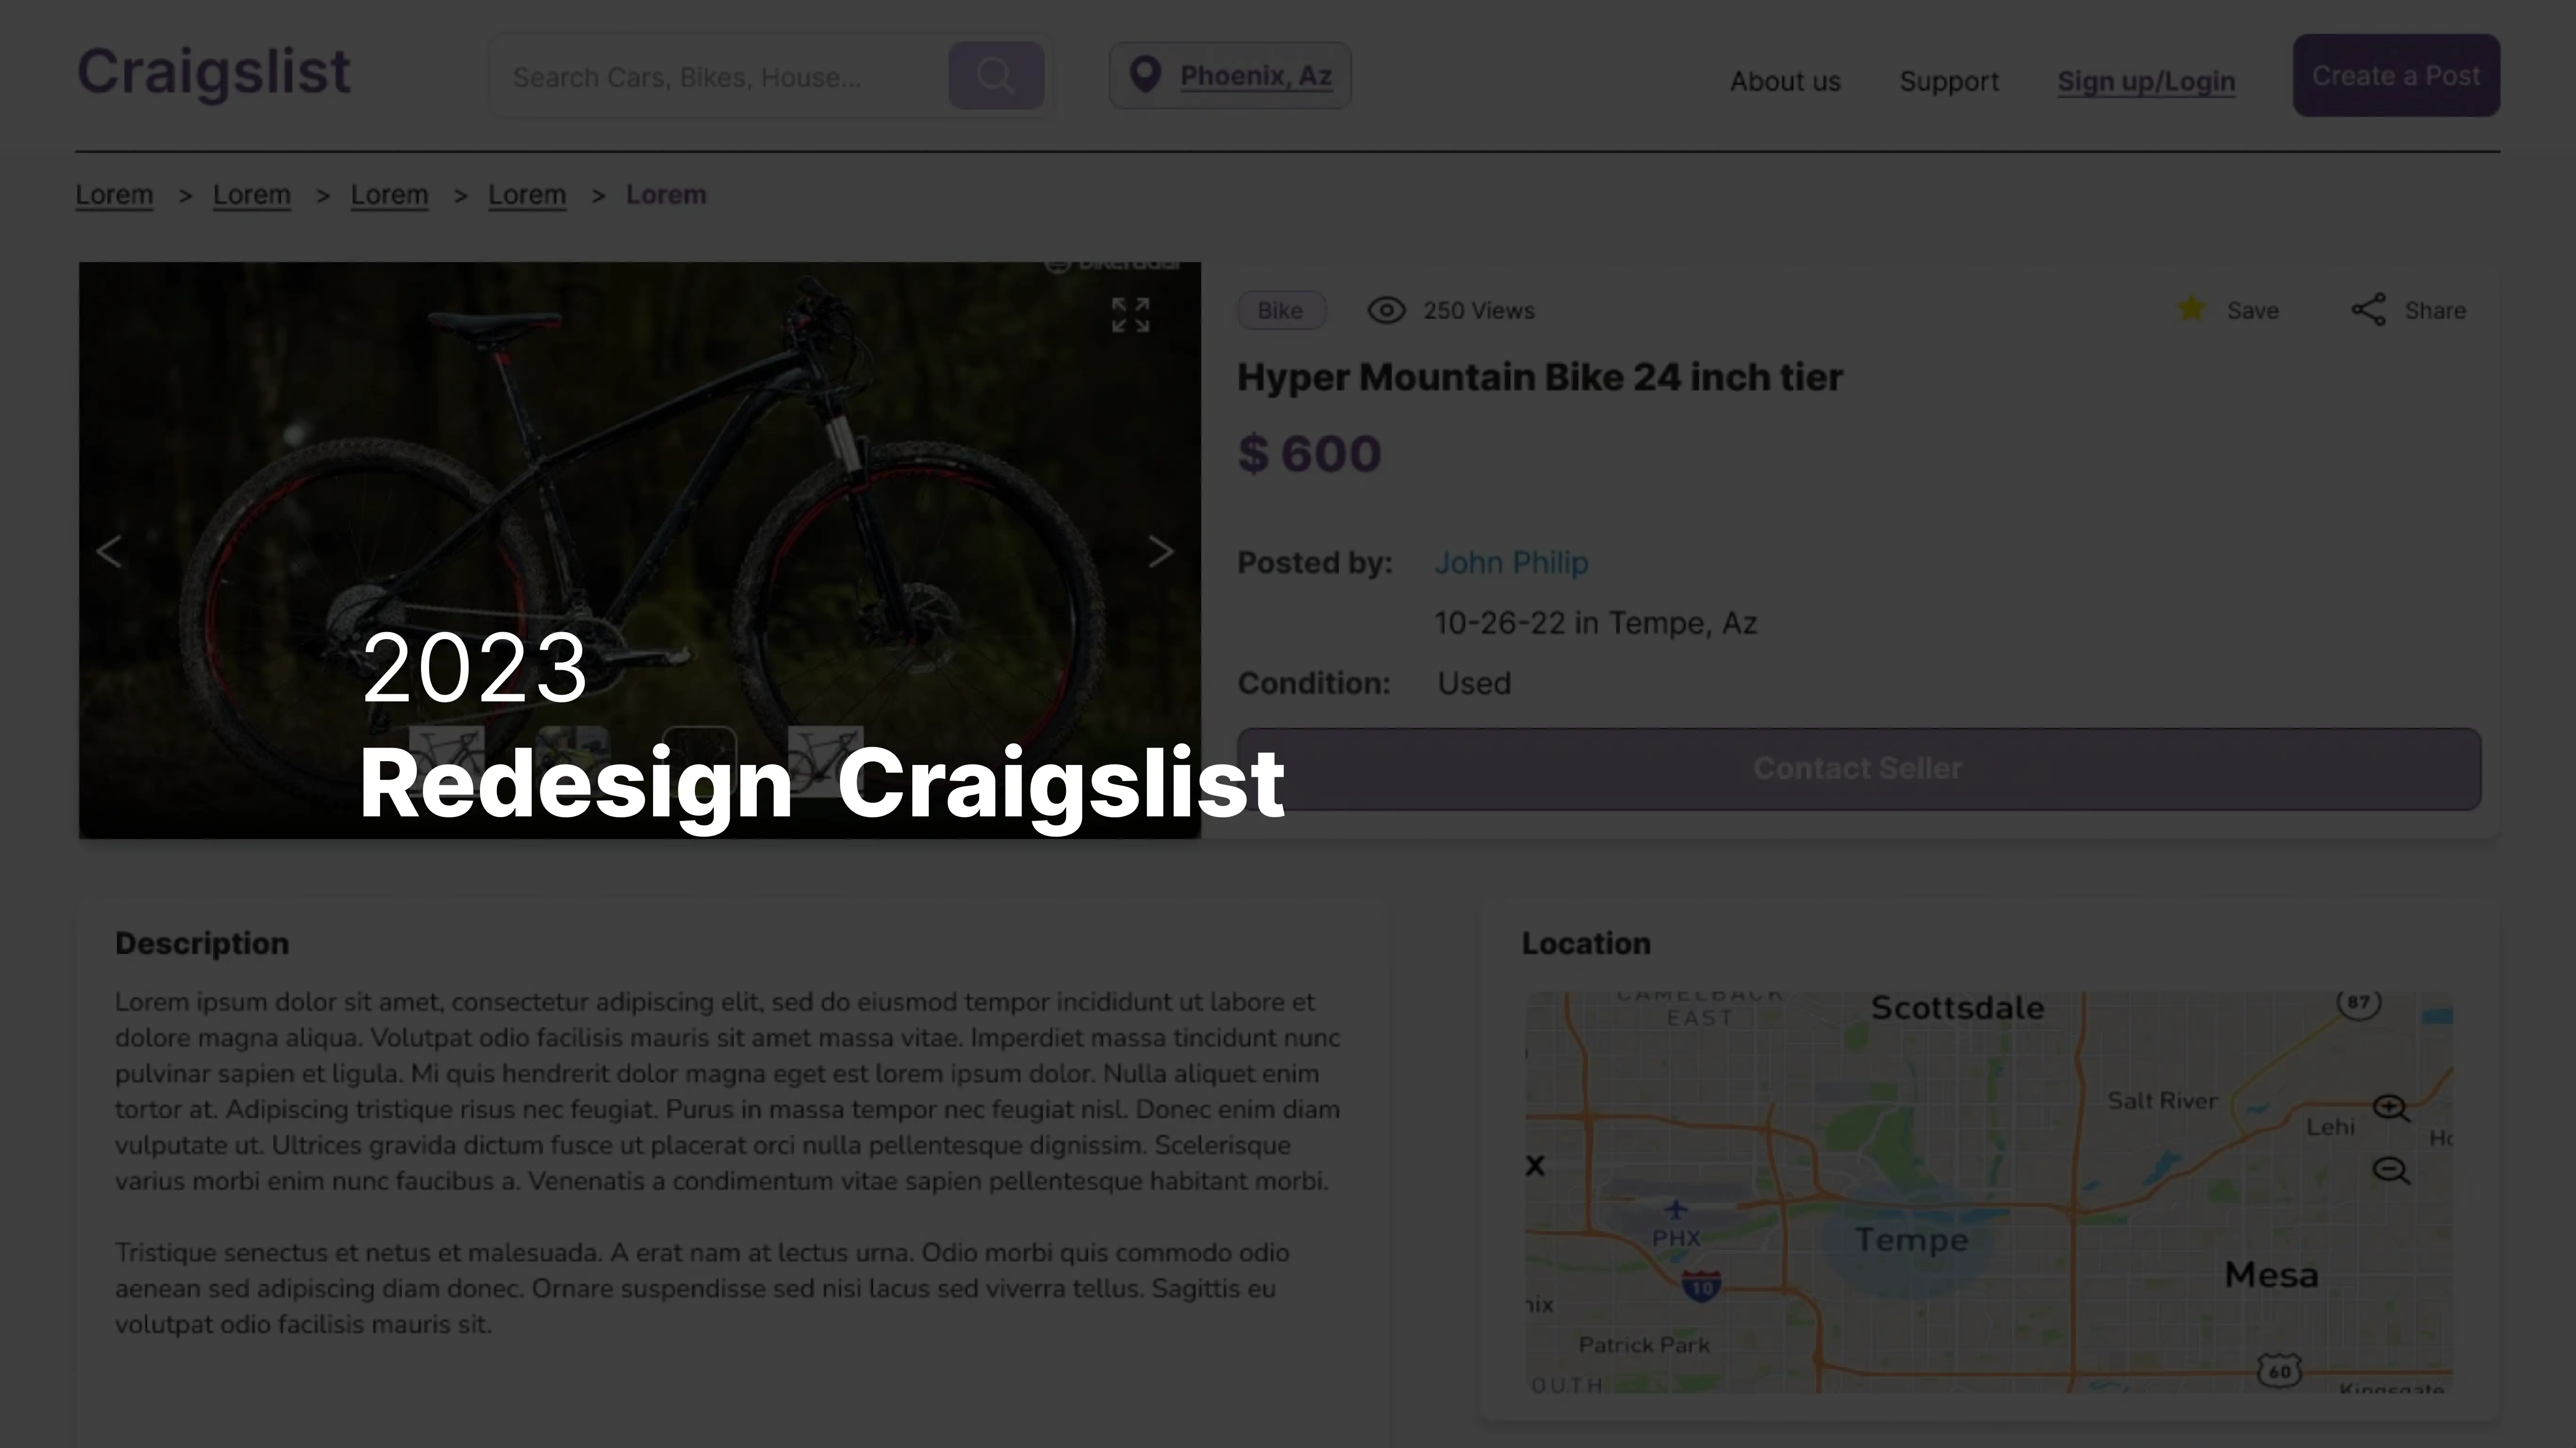 Craigslist
Search Cars, Bikes, House...
Phoenix, Az
About us
Support
Sign up/Login
Create a Post
Lorem > Lorem > Lorem > Lorem > Lorem
Bike
250 Views
Save
Share
Hyper Mountain Bike 24 inch tier
$ 600
Posted by: John Philip
10-26-22 in Tempe, Az
Condition: Used
Contact Seller
2023
Redesign Craigslist
Description
Lorem ipsum dolor sit amet, consectetur adipiscing elit, sed do eiusmod tempor incididunt ut labore et
dolore magna aliqua. Volutpat odio facilisis mauris sit amet massa vitae. Imperdiet massa tincidunt nunc
pulvinar sapien et ligula. Mi quis hendrerit dolor magna eget est lorem ipsum dolor. Nulla aliquet enim
tortor at. Adipiscing tristique risus nec feugiat. Purus in massa tempor nec feugiat nisl. Donec enim diam
vulputate ut. Ultrices gravida dictum fusce ut placerat orci nulla pellentesque dignissim. Scelerisque
varius morbi enim nunc faucibus a. Venenatis a condimentum vitae sapien pellentesque habitant morbi.
Tristique senectus et netus et malesuada. A erat nam at lectus urna. Odio morbi quis commodo odio
aenean sed adipiscing diam donec. Ornare suspendisse sed nisi lacus sed viverra tellus. Sagittis eu
volutpat odio facilisis mauris sit.
Location
CAMELBACK
EAST
Scottsdale
87
Salt River
Lehi
Ho
x
PHX
Tempe
10
Mesa
nix
Patrick Park
60
OUTH
Kingsgate